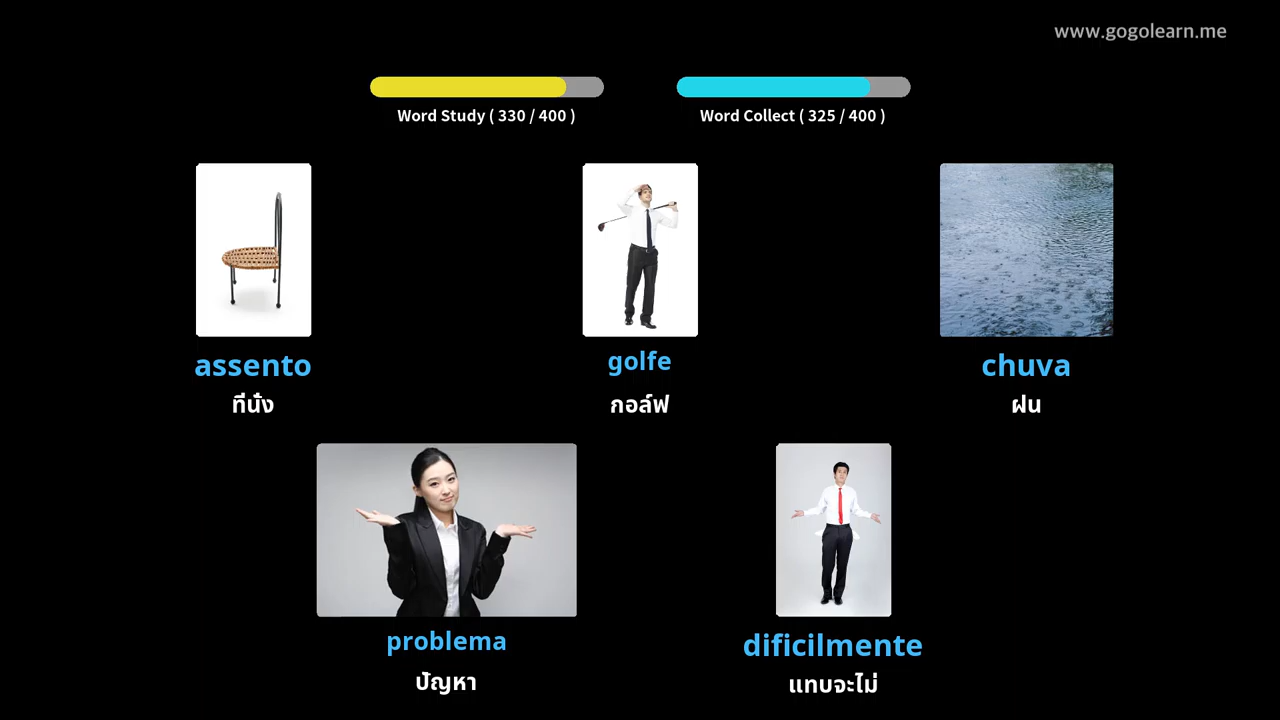 www.gogolearn.me
Word Study ( 330 / 400 )
Word Collect ( 325 / 400 )
assento
golfe
chuva
ที่นั่ง
กอล์ฟ
ฝน
problema
dificilmente
ปัญหา
แทบจะไม่